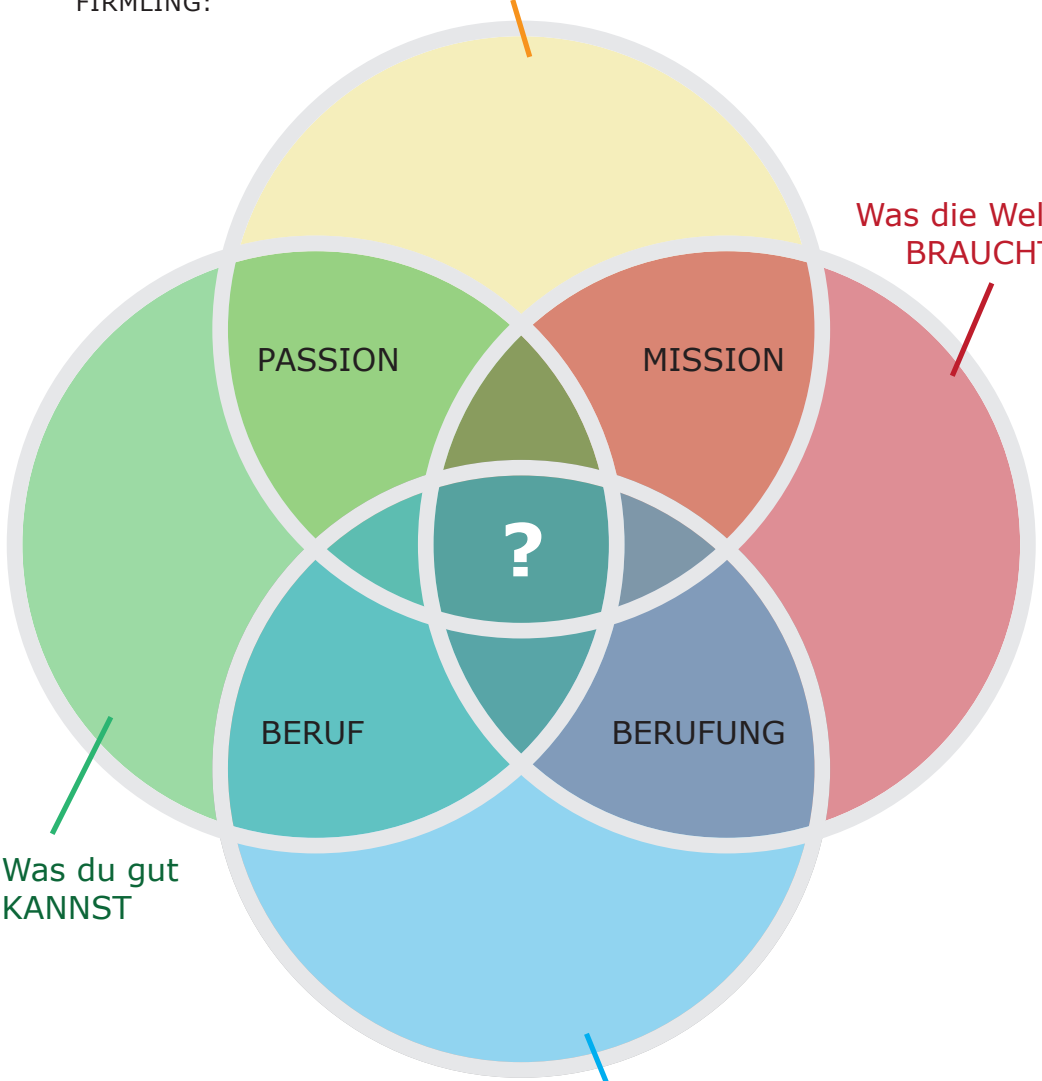 FIRMLING:
Was die Wel
BRAUCHT
PASSION
MISSION
?
BERUF
BERUFUNG
Was du gut
KANNST